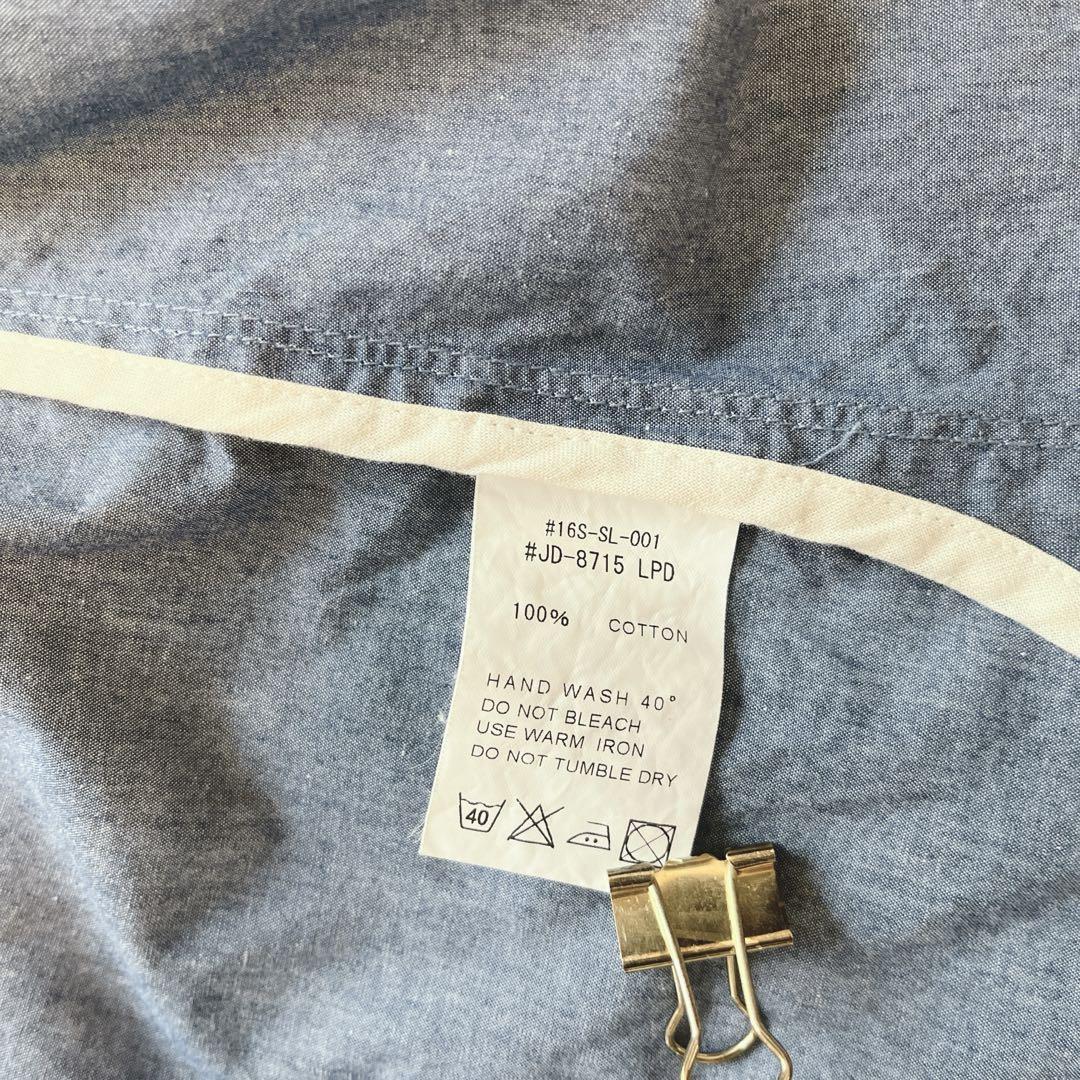 #16S-SL-001
#JD-8715 LPD
100% COTTON
HAND WASH 40°
DO NOT BLEACH
USE WARM IRON
DO NOT TUMBLE DRY
40